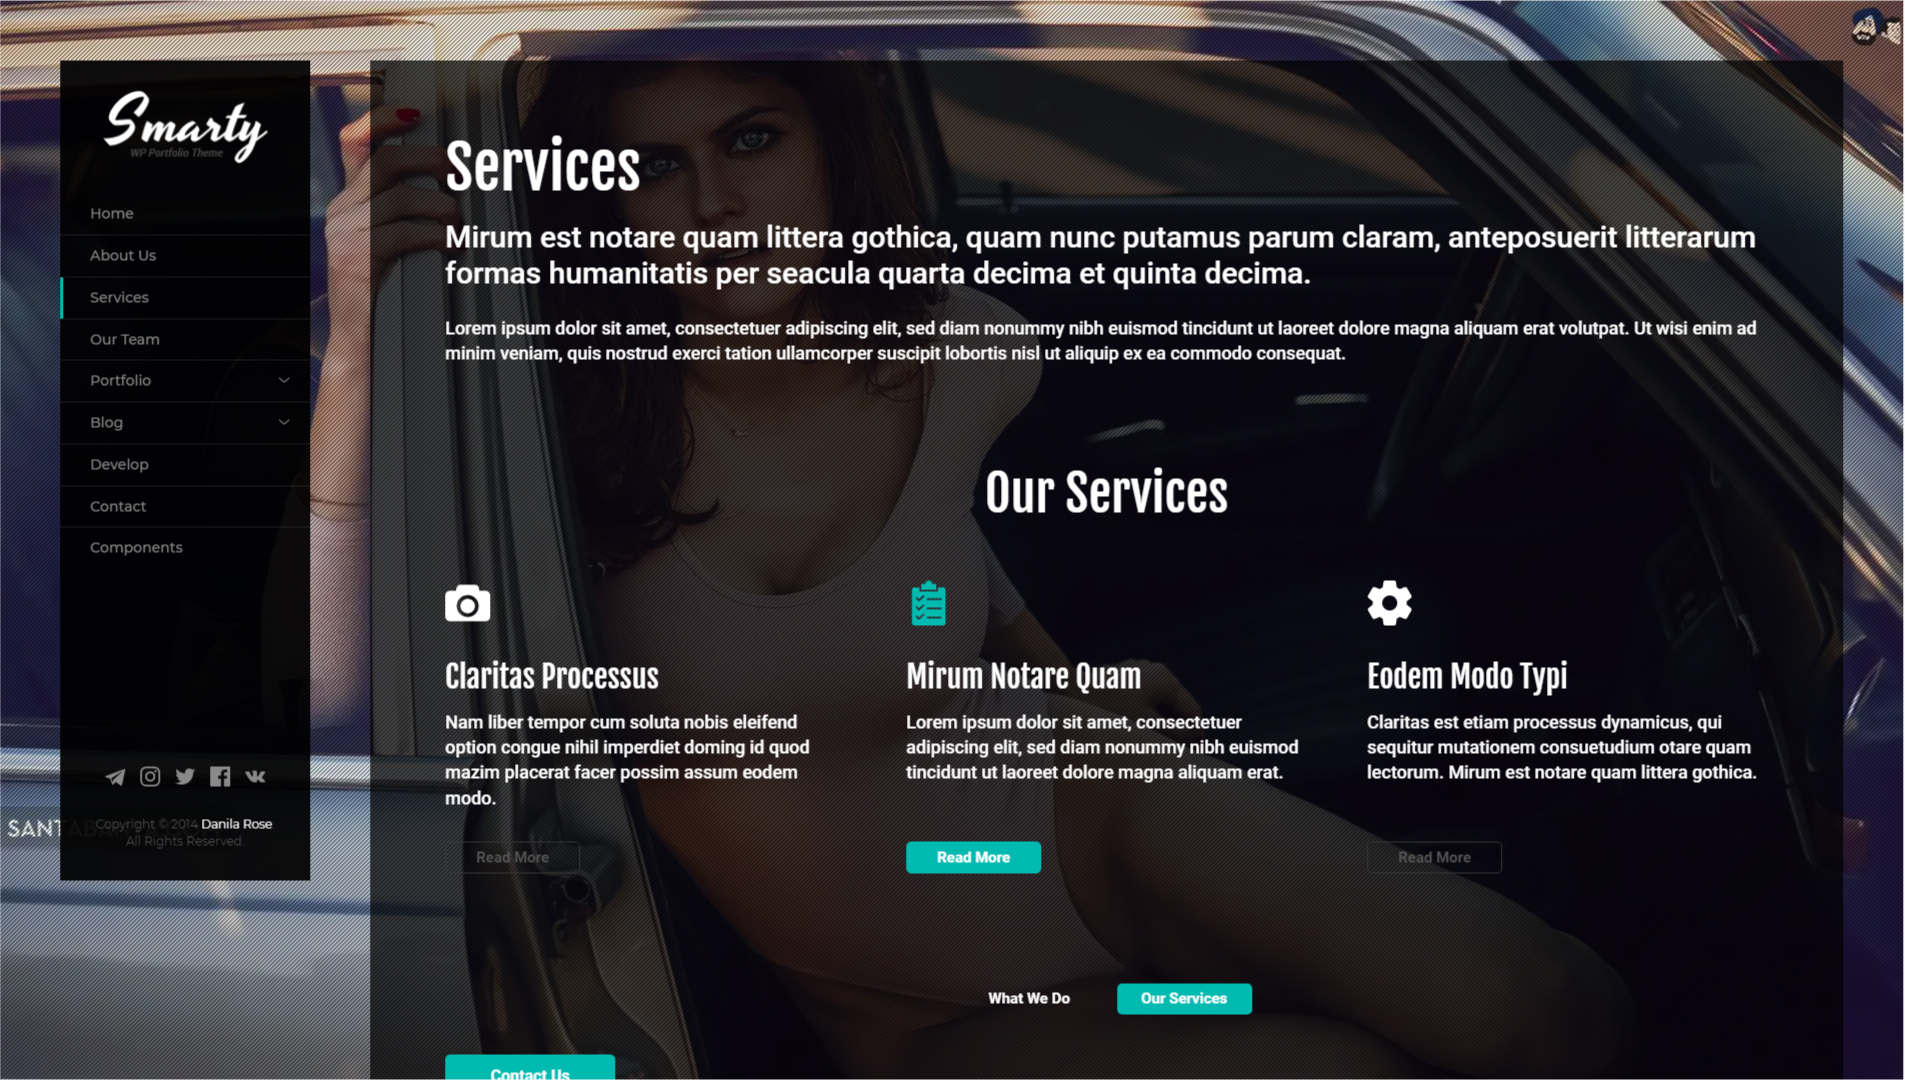 Smarty
WP Portfolio Theme
Home
About Us
Services
Our Team
Portfolio
Blog
Develop
Contact
Components
Copyright © 2014 Danila Rose
All Rights Reserved.
Services
Mirum est notare quam littera gothica, quam nunc putamus parum claram, anteposuerit litterarum
formas humanitatis per seacula quarta decima et quinta decima.
Lorem ipsum dolor sit amet, consectetuer adipiscing elit, sed diam nonummy nibh euismod tincidunt ut laoreet dolore magna aliquam erat volutpat. Ut wisi enim ad
minim veniam, quis nostrud exerci tation ullamcorper suscipit lobortis nisl ut aliquip ex ea commodo consequat.
Our Services
Claritas Processus
Nam liber tempor cum soluta nobis eleifend
option congue nihil imperdiet doming id quod
mazim placerat facer possim assum eodem
modo.
Read More
Mirum Notare Quam
Lorem ipsum dolor sit amet, consectetuer
adipiscing elit, sed diam nonummy nibh euismod
tincidunt ut laoreet dolore magna aliquam erat.
Read More
Eodem Modo Typi
Claritas est etiam processus dynamicus, qui
sequitur mutationem consuetudium otare quam
lectorum. Mirum est notare quam littera gothica.
Read More
What We Do
Our Services
Contact Us